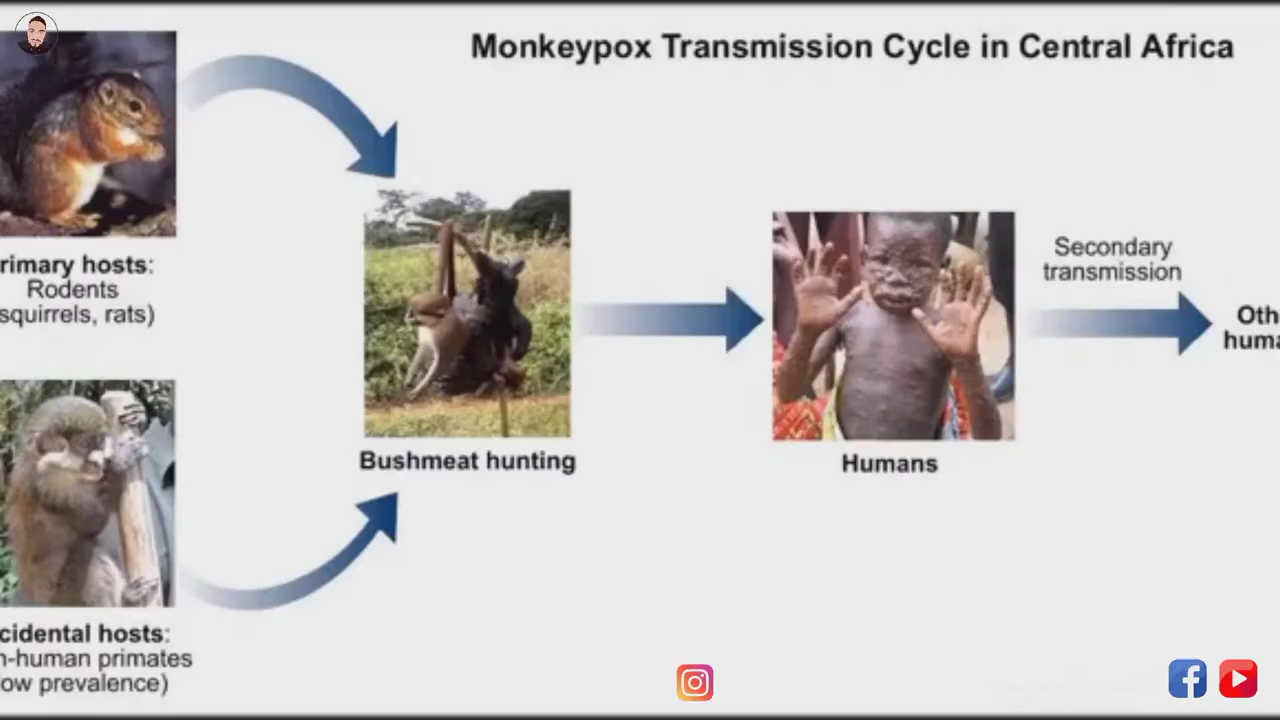 Monkeypox Transmission Cycle in Central Africa
rimary hosts:
Rodents
squirrels, rats)
Bushmeat hunting
Humans
Secondary
transmission
Oth
huma
cidental hosts:
n-human primates
ow prevalence)